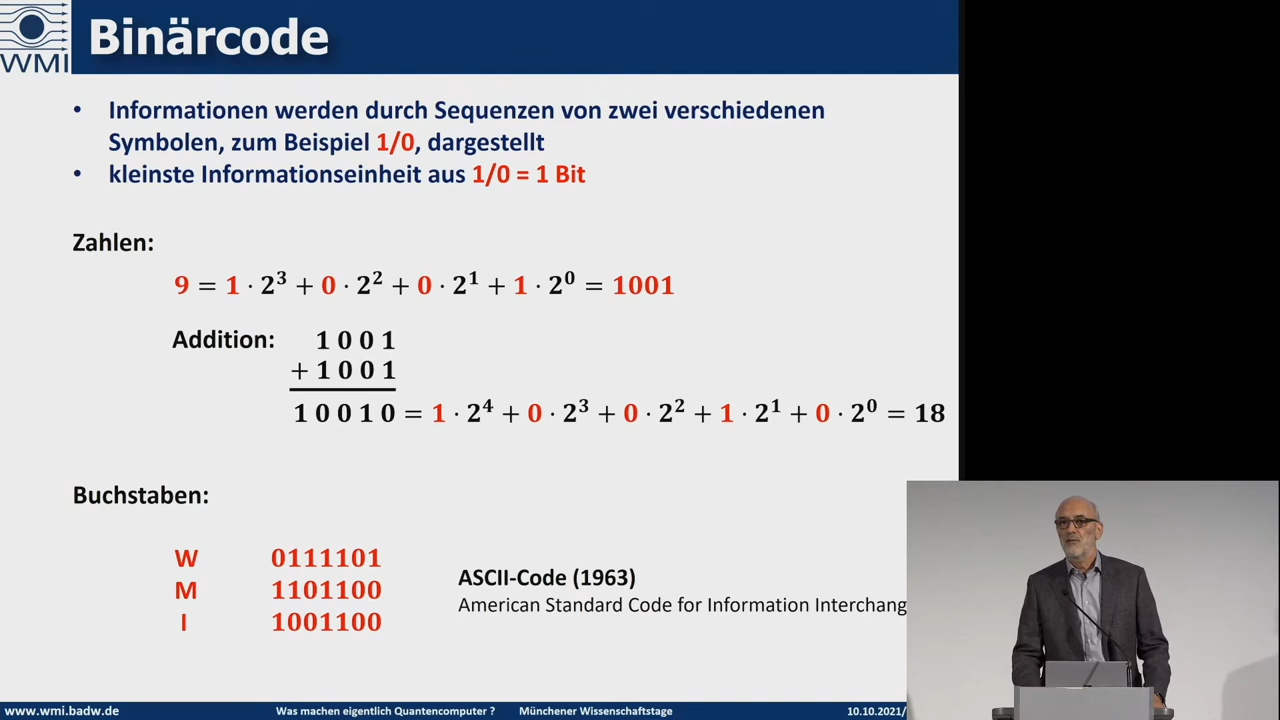 WMI
Binärcode
• Informationen werden durch Sequenzen von zwei verschiedenen
Symbolen, zum Beispiel 1/0, dargestellt
• kleinste Informationseinheit aus 1/0 = 1 Bit
Zahlen:
9 = 1 · 2³ + 0 · 2² + 0 · 2¹ + 1 · 2⁰ = 1001
Addition: 1 0 0 1
+ 1 0 0 1
1 0 0 1 0 = 1 · 2⁴ + 0 · 2³ + 0 · 2² + 1 · 2¹ + 0 · 2⁰ = 18
Buchstaben:
W 0111101
M 1101100
I 1001100
ASCII-Code (1963)
American Standard Code for Information Interchang
www.wmi.badw.de Was machen eigentlich Quantencomputer ? Münchener Wissenschaftstage 10.10.2021/